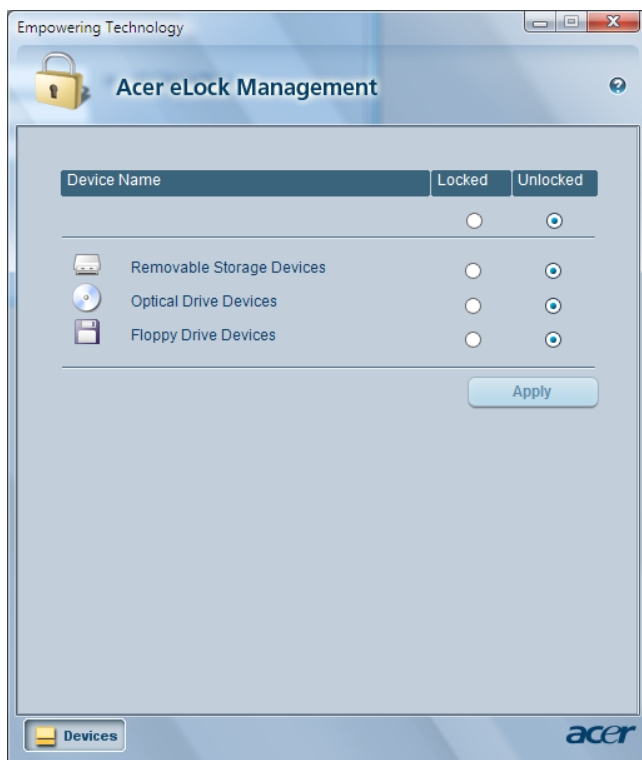 Empowering Technology
Acer eLock Management
Device Name Locked Unlocked
Removable Storage Devices
Optical Drive Devices
Floppy Drive Devices
Apply
Devices
acer